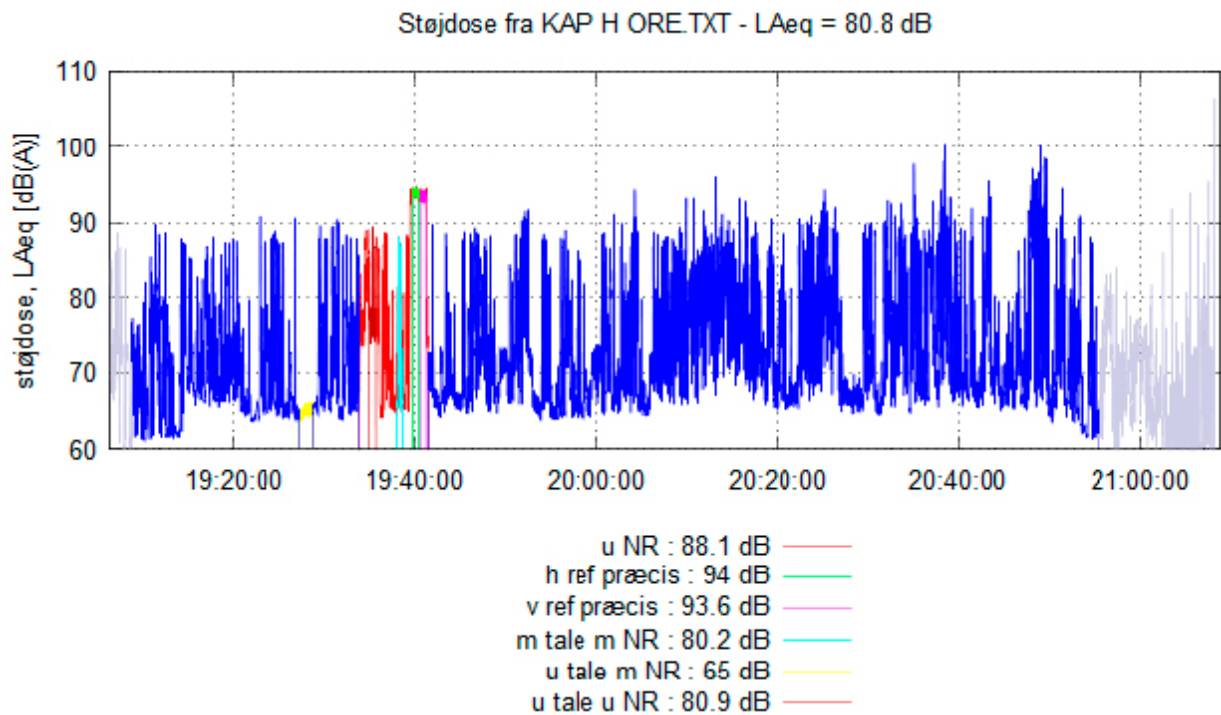 Støjdose fra KAP H ORE.TXT - LAeq = 80.8 dB
støjdose, LAeq [dB(A)]
110
100
90
80
70
60
19:20:00 19:40:00 20:00:00 20:20:00 20:40:00 21:00:00
u NR : 88.1 dB
h ref præcis : 94 dB
v ref præcis : 93.6 dB
m tale m NR : 80.2 dB
u tale m NR : 65 dB
u tale u NR : 80.9 dB